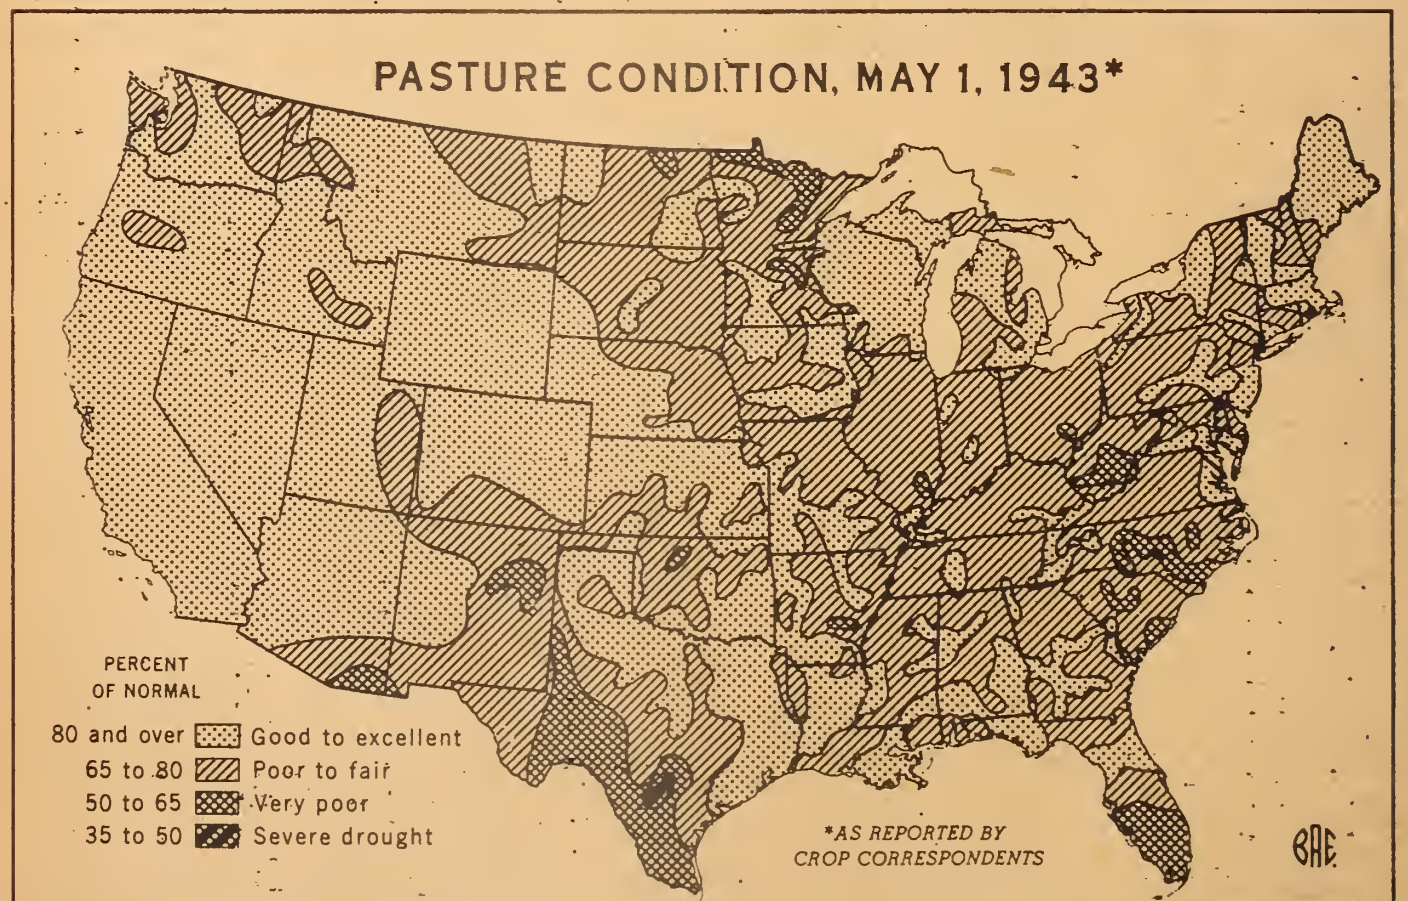 PASTURE CONDITION, MAY 1, 1943*
PERCENT
OF NORMAL
80 and over Good to excellent
65 to 80 Poor to fair
50 to 65 Very poor
35 to 50 Severe drought
*AS REPORTED BY
CROP CORRESPONDENTS
BAE